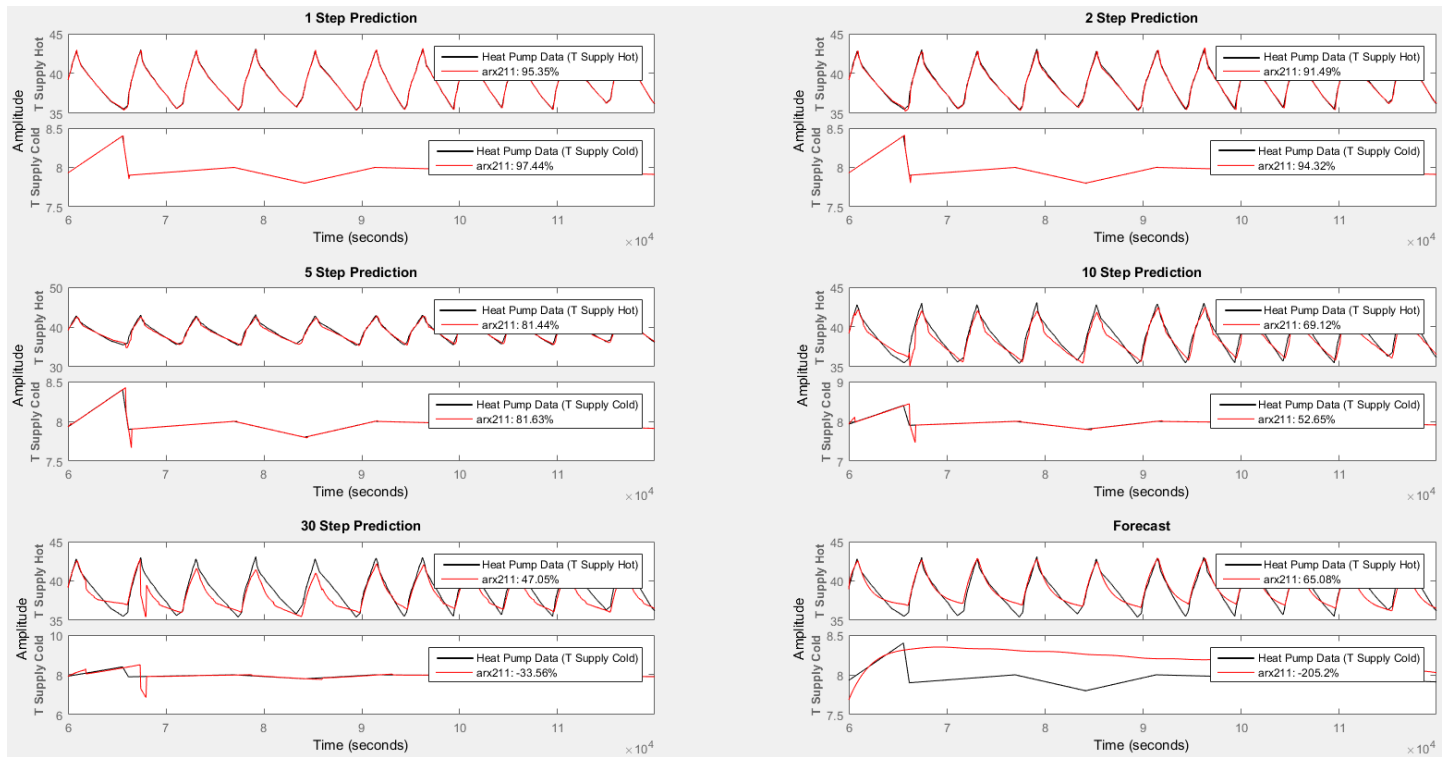 1 Step Prediction
45
40
35
T Supply Hot
Heat Pump Data (T Supply Hot)
arx211: 95.35%
Amplitude
8.5
8
7.5
T Supply Cold
Heat Pump Data (T Supply Cold)
arx211: 97.44%
6 7 8 9 10 11
Time (seconds)
×10^4
2 Step Prediction
45
40
35
T Supply Hot
Heat Pump Data (T Supply Hot)
arx211: 91.49%
Amplitude
8.5
8
7.5
T Supply Cold
Heat Pump Data (T Supply Cold)
arx211: 94.32%
6 7 8 9 10 11
Time (seconds)
×10^4
5 Step Prediction
50
40
30
T Supply Hot
Heat Pump Data (T Supply Hot)
arx211: 81.44%
Amplitude
8.5
8
7.5
T Supply Cold
Heat Pump Data (T Supply Cold)
arx211: 81.63%
6 7 8 9 10 11
Time (seconds)
×10^4
10 Step Prediction
45
40
35
T Supply Hot
Heat Pump Data (T Supply Hot)
arx211: 69.12%
Amplitude
9
8
7
T Supply Cold
Heat Pump Data (T Supply Cold)
arx211: 52.65%
6 7 8 9 10 11
Time (seconds)
×10^4
30 Step Prediction
45
40
35
T Supply Hot
Heat Pump Data (T Supply Hot)
arx211: 47.05%
Amplitude
10
8
6
T Supply Cold
Heat Pump Data (T Supply Cold)
arx211: -33.56%
6 7 8 9 10 11
Time (seconds)
×10^4
Forecast
45
40
35
T Supply Hot
Heat Pump Data (T Supply Hot)
arx211: 65.08%
Amplitude
8.5
8
7.5
T Supply Cold
Heat Pump Data (T Supply Cold)
arx211: -205.2%
6 7 8 9 10 11
Time (seconds)
×10^4